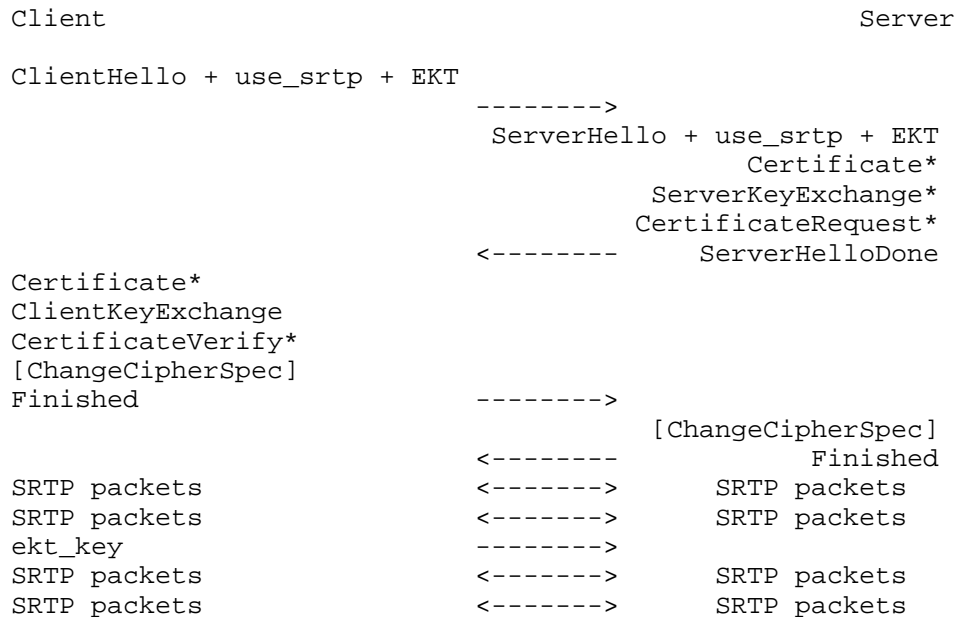 Client Server
ClientHello + use_srtp + EKT
-------->
ServerHello + use_srtp + EKT
Certificate*
ServerKeyExchange*
CertificateRequest*
<-------- ServerHelloDone
Certificate*
ClientKeyExchange
CertificateVerify*
[ChangeCipherSpec]
Finished -------->
[ChangeCipherSpec]
<-------- Finished
SRTP packets <-------> SRTP packets
SRTP packets <-------> SRTP packets
ekt_key -------->
SRTP packets <-------> SRTP packets
SRTP packets <-------> SRTP packets